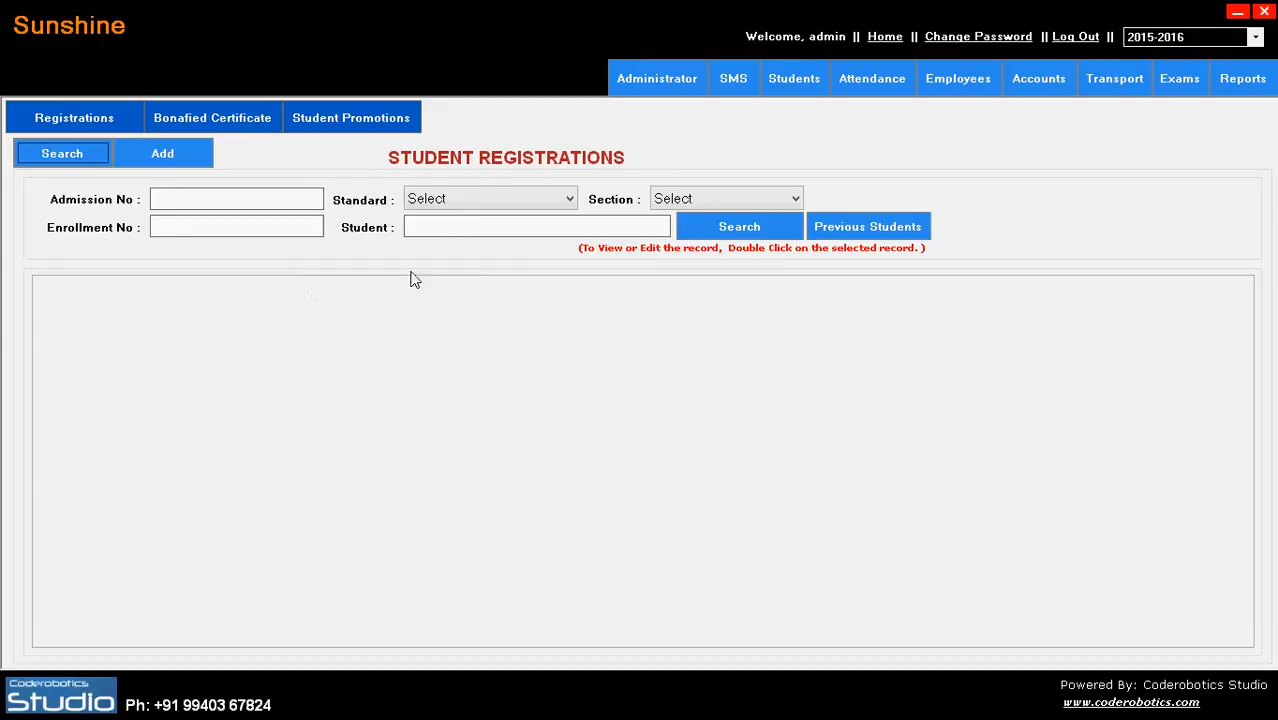 Sunshine
Welcome, admin || Home || Change Password || Log Out || 2015-2016
Administrator SMS Students Attendance Employees Accounts Transport Exams Reports
Registrations Bonafied Certificate Student Promotions
Search Add
STUDENT REGISTRATIONS
Admission No : Standard : Select Section : Select
Enrollment No : Student : Search Previous Students
(To View or Edit the record, Double Click on the selected record. )
Coderobotics
Studio
Ph: +91 99403 67824
Powered By: Coderobotics Studio
www.coderobotics.com